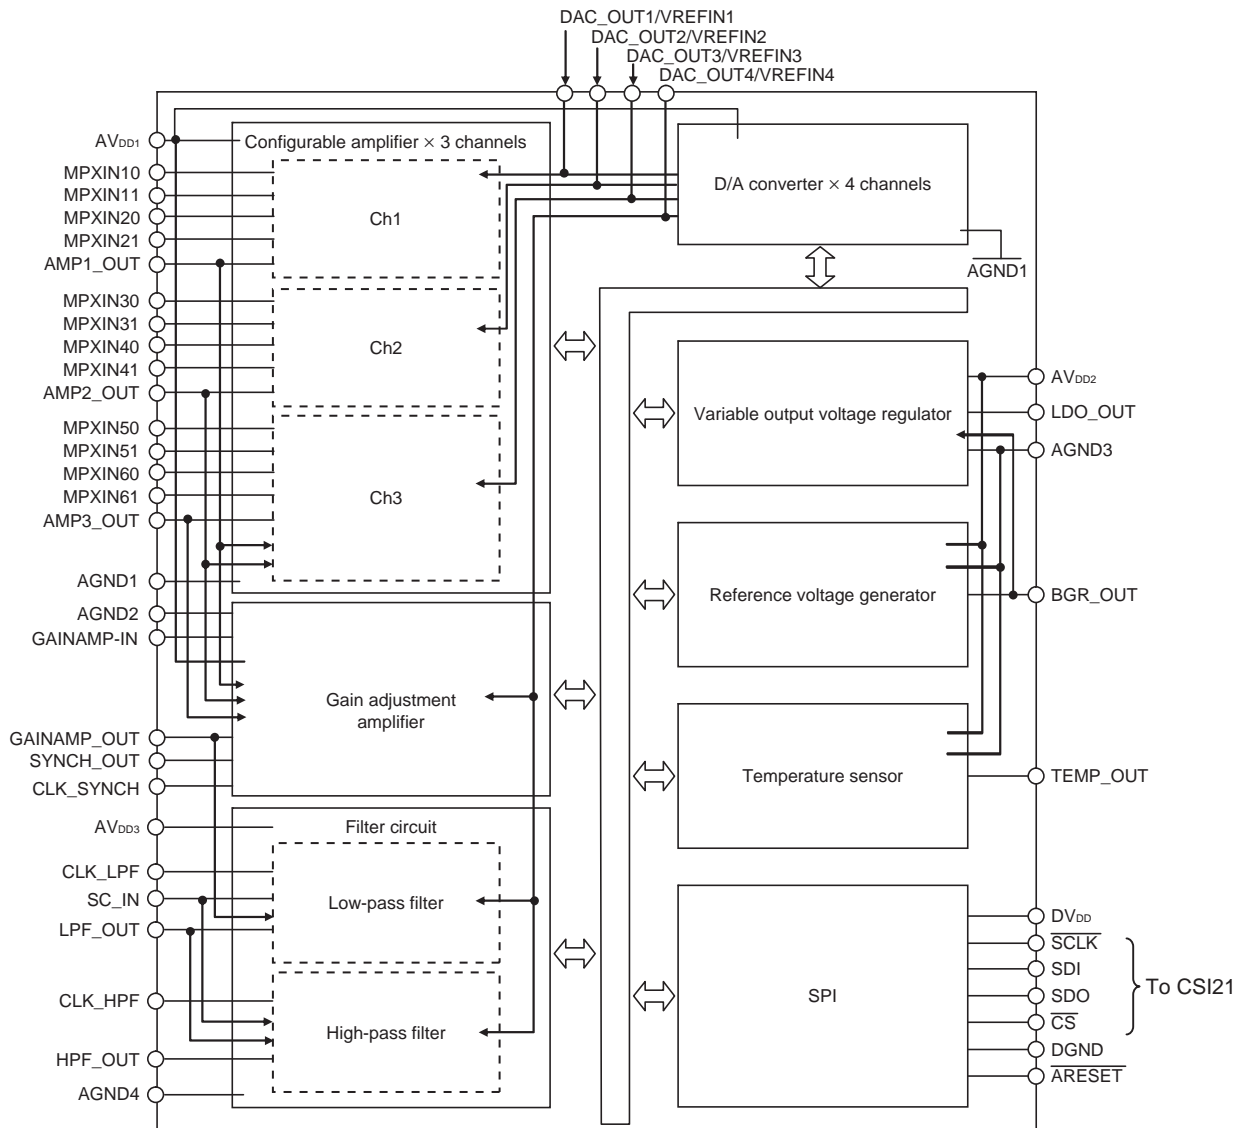 DAC_OUT1/VREFIN1
DAC_OUT2/VREFIN2
DAC_OUT3/VREFIN3
DAC_OUT4/VREFIN4
AVDD1
MPXIN10
MPXIN11
MPXIN20
MPXIN21
AMP1_OUT
MPXIN30
MPXIN31
MPXIN40
MPXIN41
AMP2_OUT
MPXIN50
MPXIN51
MPXIN60
MPXIN61
AMP3_OUT
AGND1
AGND2
GAINAMP-IN
GAINAMP_OUT
SYNCH_OUT
CLK_SYNCH
AVDD3
CLK_LPF
SC_IN
LPF_OUT
CLK_HPF
HPF_OUT
AGND4
Configurable amplifier × 3 channels
Ch1
Ch2
Ch3
Gain adjustment
amplifier
Filter circuit
Low-pass filter
High-pass filter
D/A converter × 4 channels
AGND1
Variable output voltage regulator
Reference voltage generator
Temperature sensor
SPI
AVDD2
LDO_OUT
AGND3
BGR_OUT
TEMP_OUT
DVDD
SCLK
SDI
SDO
CS
DGND
ARESET
To CSI21